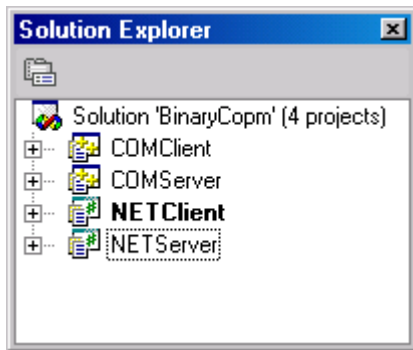 Solution Explorer
Solution 'BinaryCopm' (4 projects)
COMClient
COMServer
NETClient
NETServer